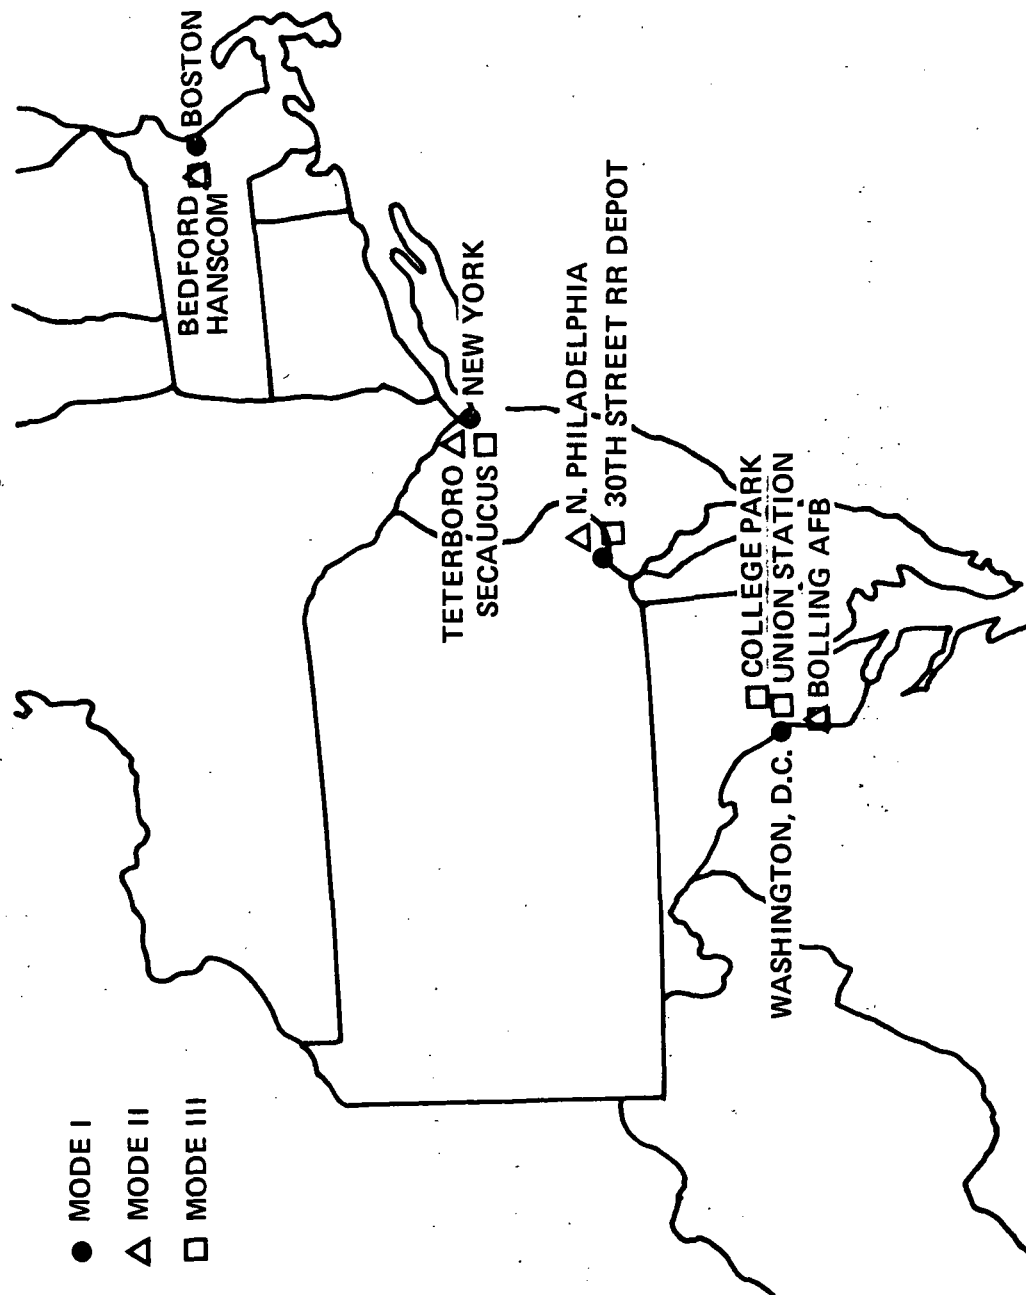 MODE I
MODE II
MODE III
BEDFORD
HANSCOM
BOSTON
TETERBORO
SECAUCUS
NEW YORK
N. PHILADELPHIA
30TH STREET RR DEPOT
COLLEGE PARK
UNION STATION
BOLLING AFB
WASHINGTON, D.C.